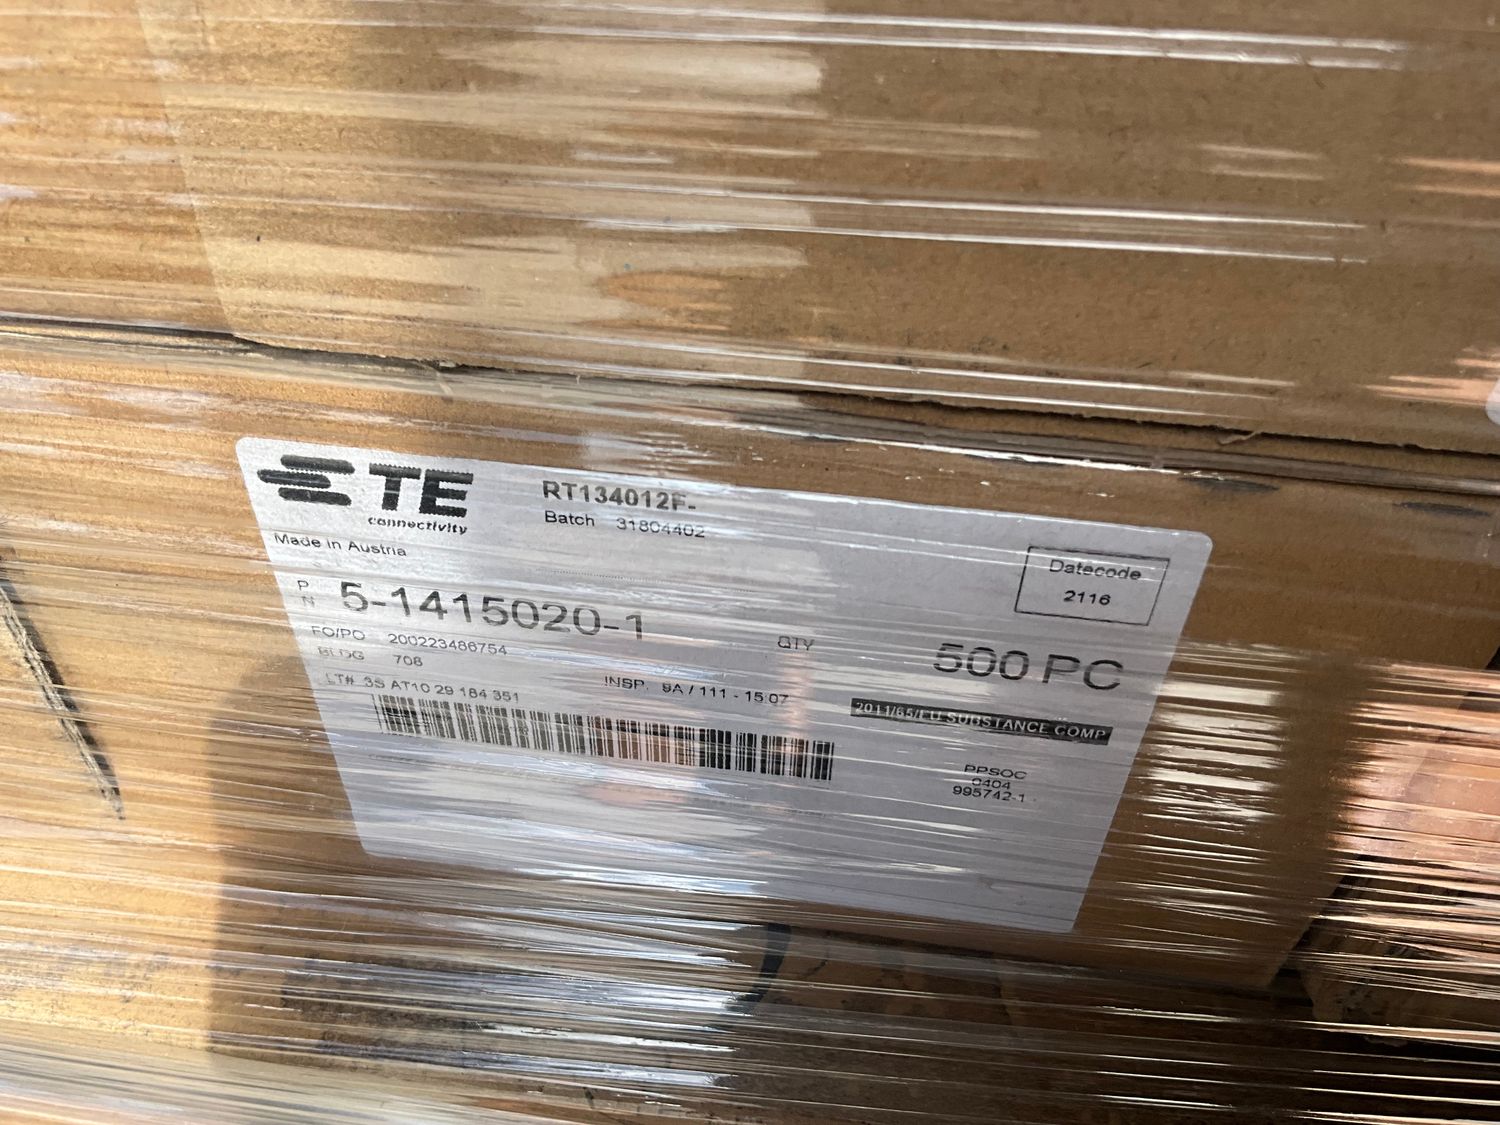 TE
connectivity
RT134012F-
Batch 31804402
Made in Austria
Datecode
2116
PN 5-1415020-1
FO/PO 200223486754
QTY 500 PC
BLDG 708
LT# 3S AT10 29 184 351
INSP. 9A / 111 - 15:07
2011/65/EU SUBSTANCE COMP
PPSOC
0404
995742-1